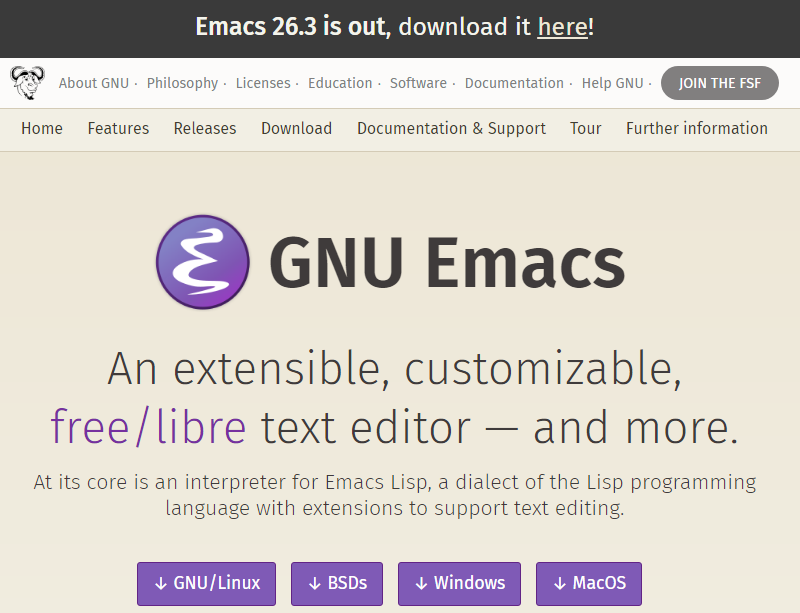 Emacs 26.3 is out, download it here!
About GNU · Philosophy · Licenses · Education · Software · Documentation · Help GNU · JOIN THE FSF
Home Features Releases Download Documentation & Support Tour Further information
GNU Emacs
An extensible, customizable,
free/libre text editor — and more.
At its core is an interpreter for Emacs Lisp, a dialect of the Lisp programming
language with extensions to support text editing.
↓ GNU/Linux ↓ BSDs ↓ Windows ↓ MacOS